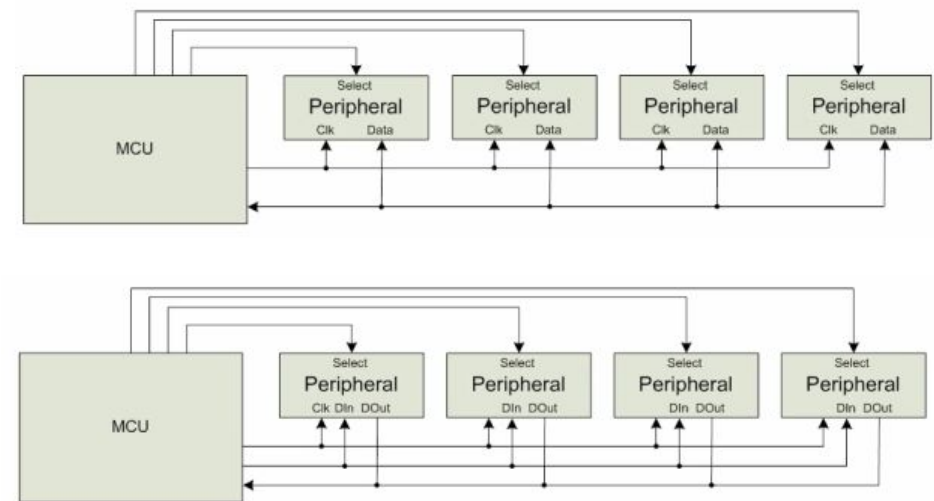 Select Select Select Select
Peripheral Peripheral Peripheral Peripheral
Clk Data Clk Data Clk Data Clk Data
MCU
Select Select Select Select
Peripheral Peripheral Peripheral Peripheral
Clk DIn DOut DIn DOut DIn DOut DIn DOut
MCU